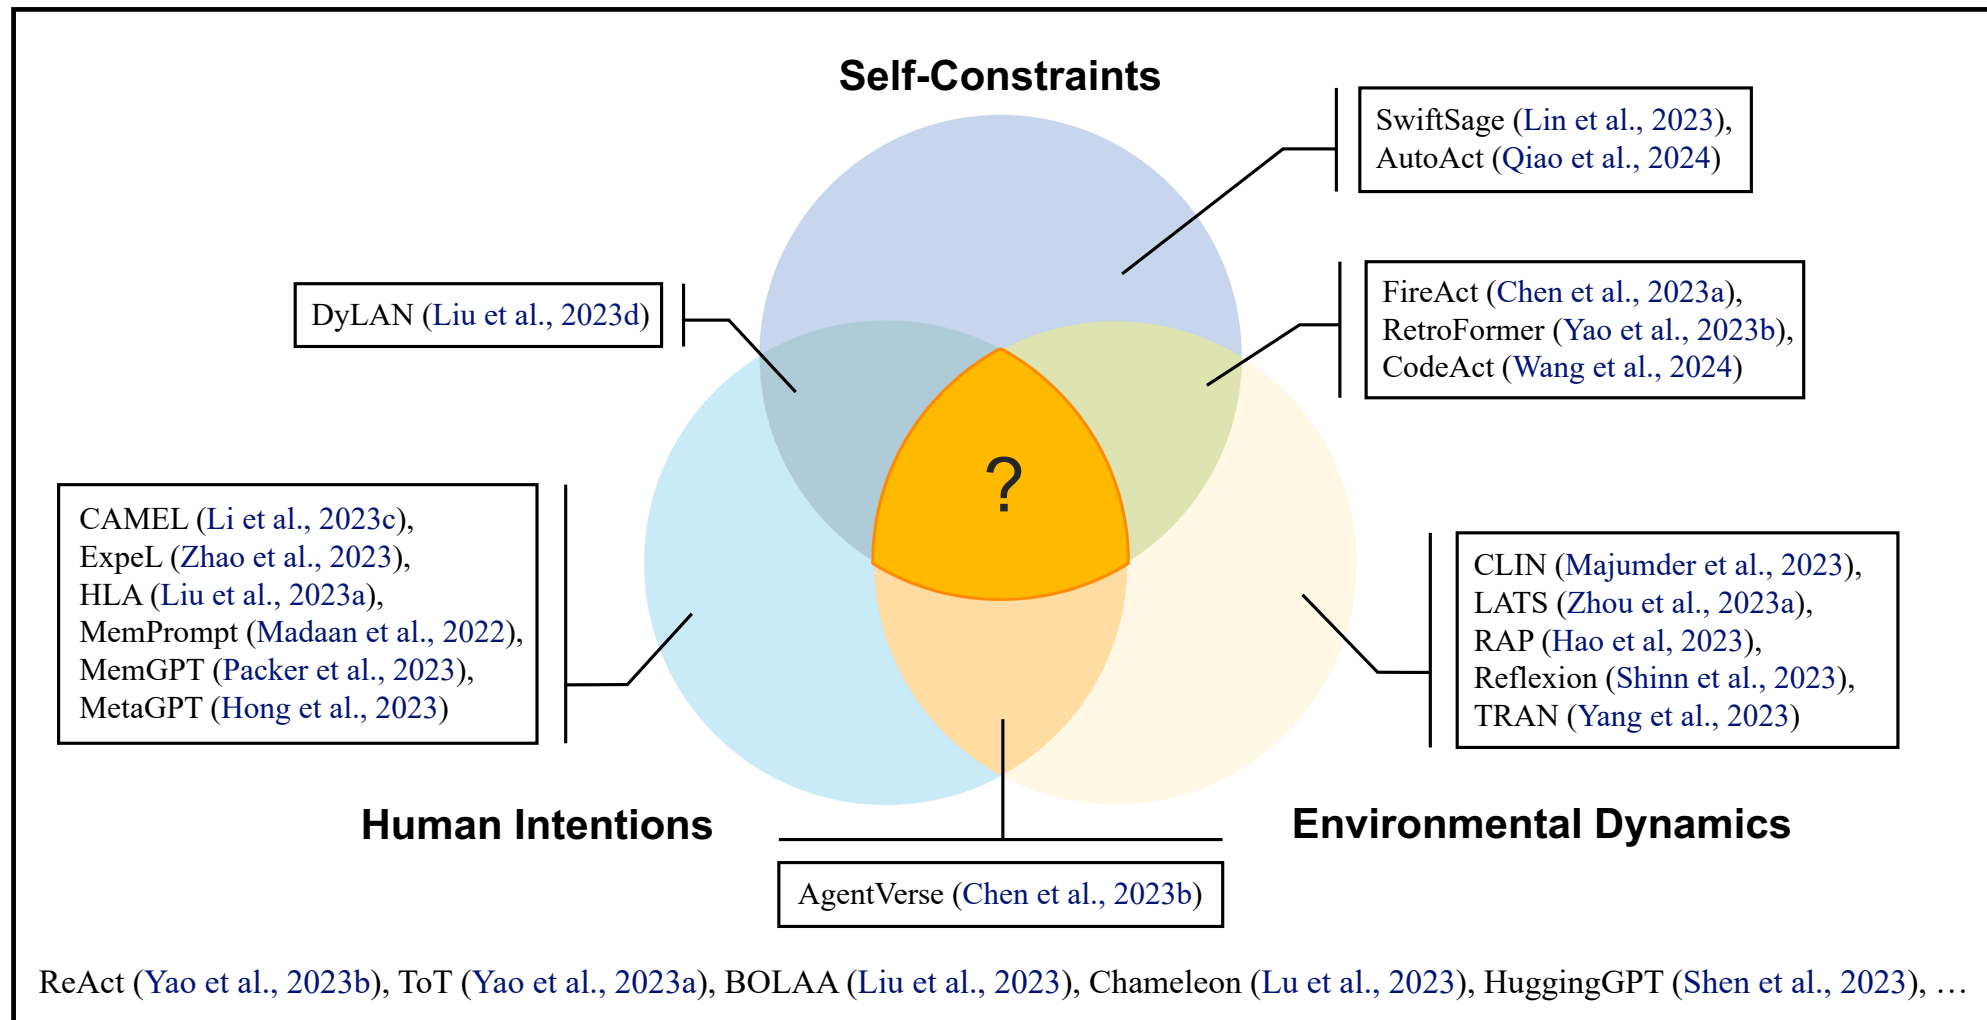 Self-Constraints
SwiftSage (Lin et al., 2023),
AutoAct (Qiao et al., 2024)
DyLAN (Liu et al., 2023d)
FireAct (Chen et al., 2023a),
RetroFormer (Yao et al., 2023b),
CodeAct (Wang et al., 2024)
?
CAMEL (Li et al., 2023c),
ExpeL (Zhao et al., 2023),
HLA (Liu et al., 2023a),
MemPrompt (Madaan et al., 2022),
MemGPT (Packer et al., 2023),
MetaGPT (Hong et al., 2023)
CLIN (Majumder et al., 2023),
LATS (Zhou et al., 2023a),
RAP (Hao et al, 2023),
Reflexion (Shinn et al., 2023),
TRAN (Yang et al., 2023)
Human Intentions
Environmental Dynamics
AgentVerse (Chen et al., 2023b)
ReAct (Yao et al., 2023b), ToT (Yao et al., 2023a), BOLAA (Liu et al., 2023), Chameleon (Lu et al., 2023), HuggingGPT (Shen et al., 2023), …